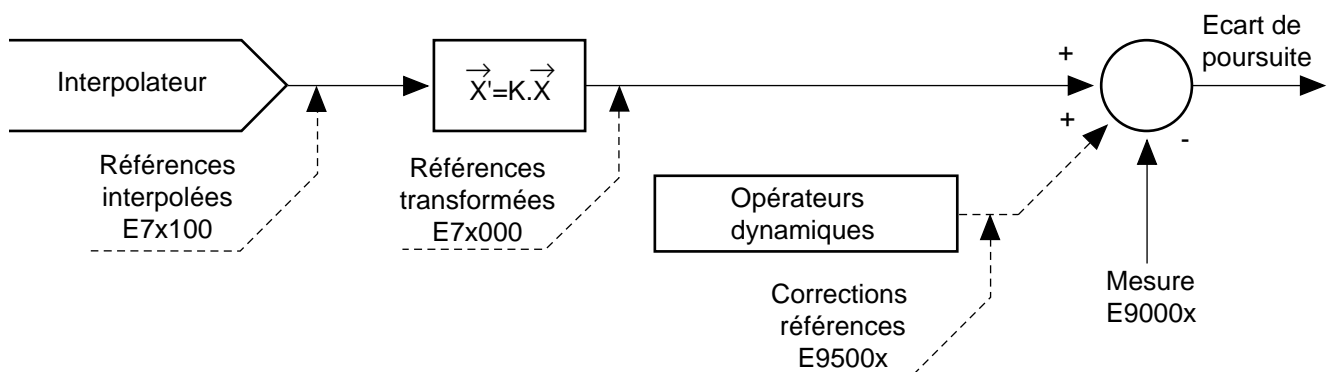 Interpolateur
X'=K.X
+
Ecart de
poursuite
+
-
Références
interpolées
E7x100
Références
transformées
E7x000
Opérateurs
dynamiques
Corrections
références
E9500x
Mesure
E9000x